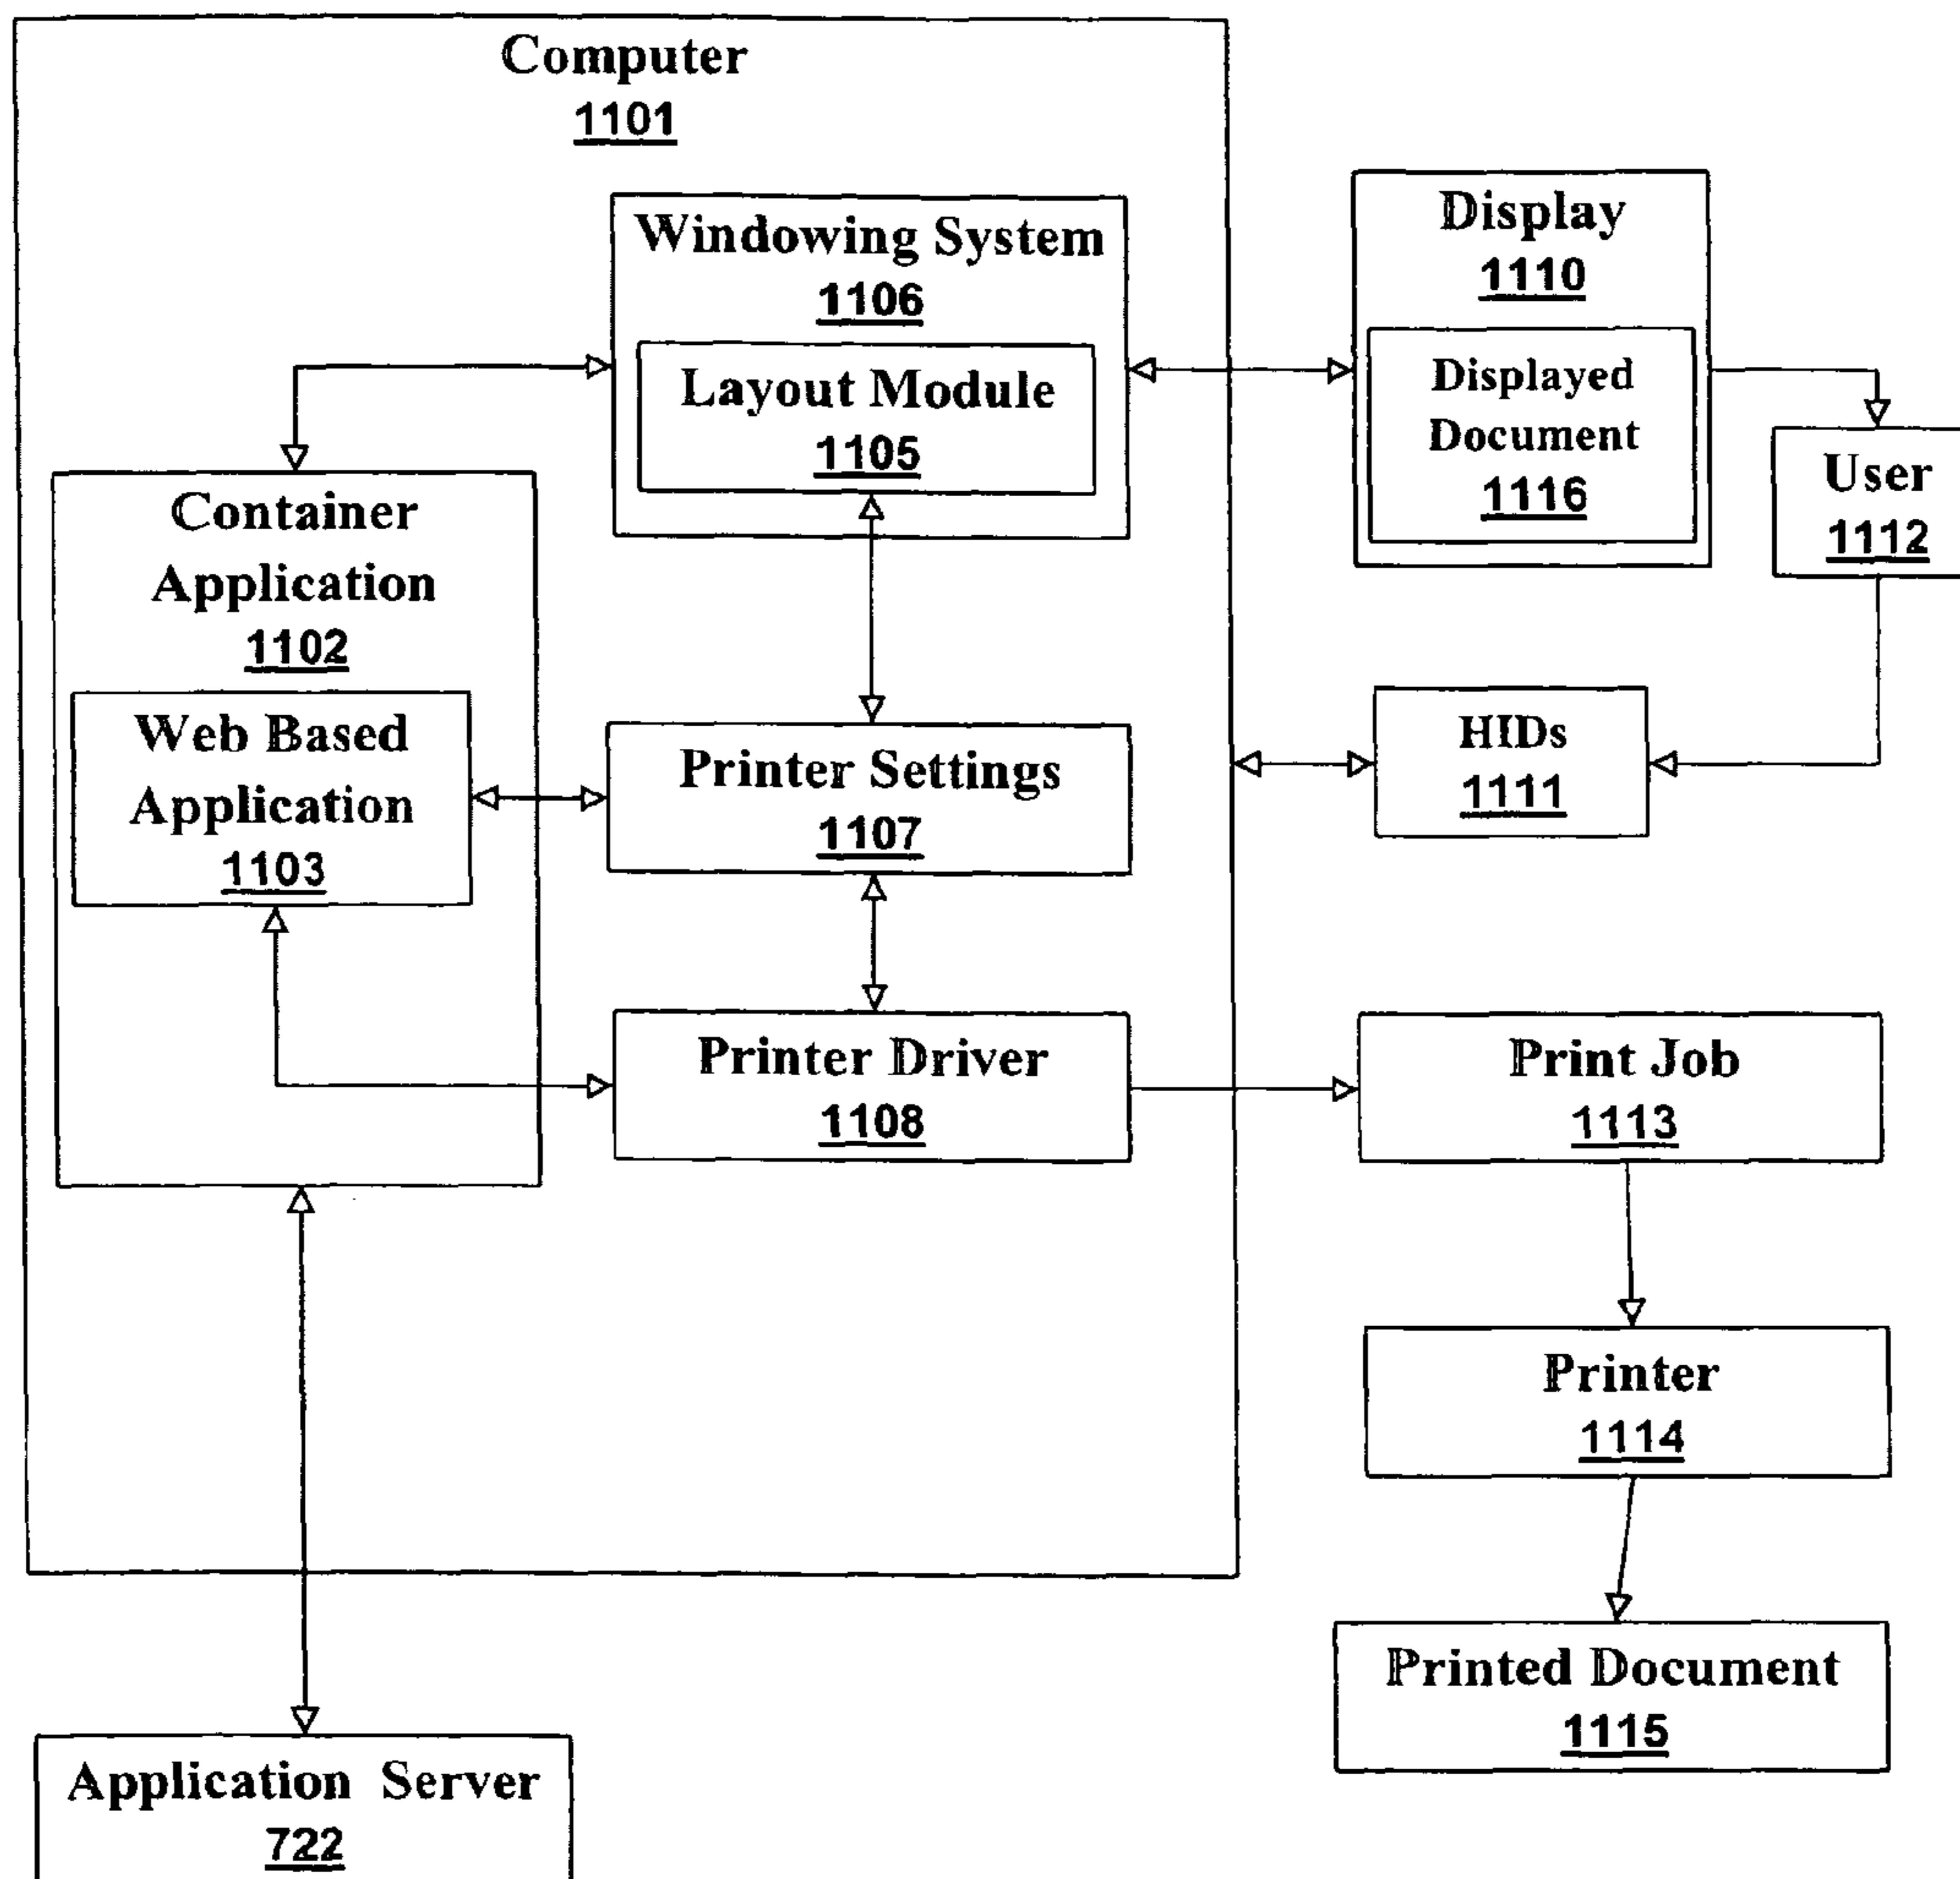 Computer
1101
Windowing System
1106
Layout Module
1105
Display
1110
Displayed
Document
1116
User
1112
Container
Application
1102
Web Based
Application
1103
Printer Settings
1107
HIDs
1111
Printer Driver
1108
Print Job
1113
Printer
1114
Printed Document
1115
Application Server
722